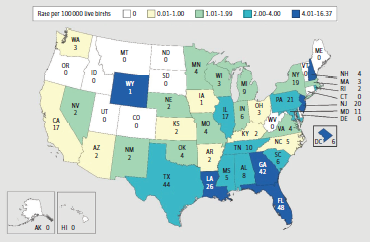 Rate per 100 000 live births 0 0.01-1.00 1.01-1.99 2.00-4.00 4.01-16.37
WA 3
MT 0
ND 0
MN 4
ME 0
VT 0
OR 0
ID 0
WY 1
SD 0
WI 3
MI 9
NY 19
NH 4
MA 3
RI 2
CT 0
NJ 20
MD 11
DE 0
NV 2
UT 0
CO 0
NE 2
IA 1
IL 17
IN 6
OH 3
PA 21
WV 0
VA 4
CA 17
AZ 2
NM 2
KS 2
MO 4
KY 2
NC 5
DC 6
OK 4
AR 2
TN 10
SC 6
TX 44
LA 26
MS 5
AL 8
GA 42
FL 48
AK 0
HI 0